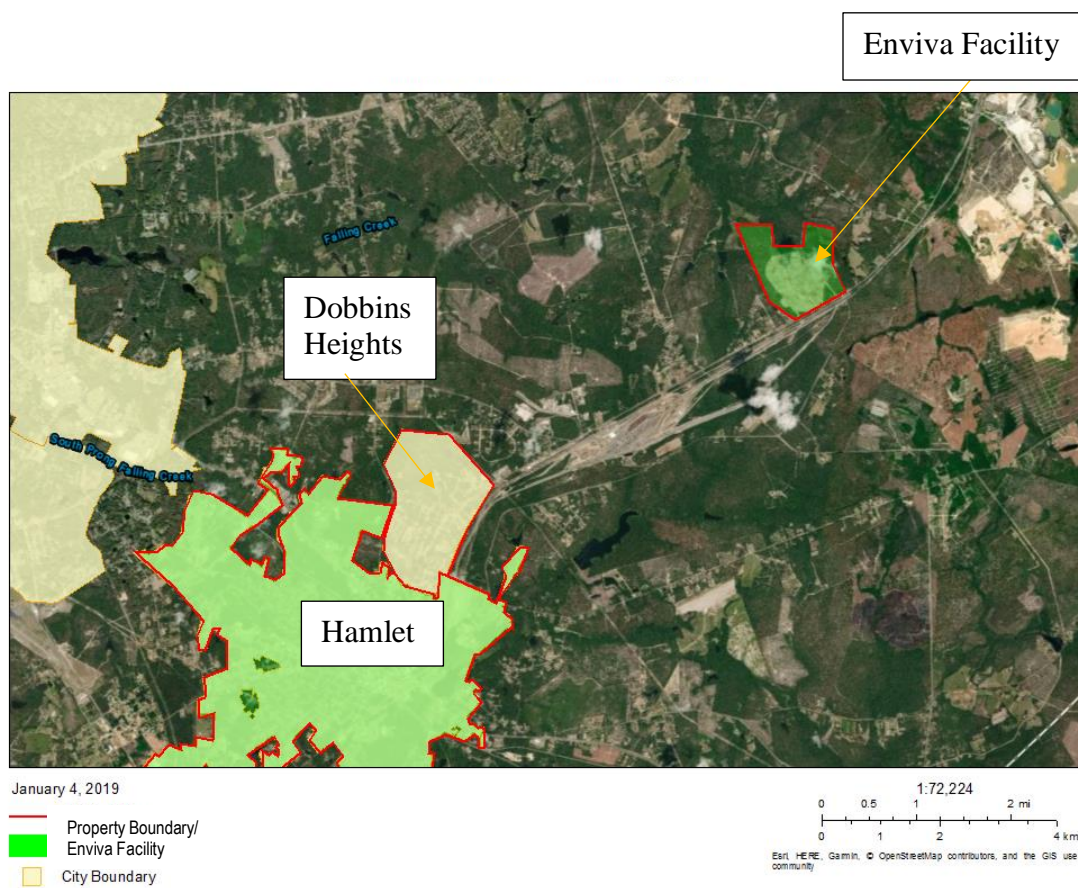 Enviva Facility
Falling Creek
Dobbins
Heights
South Prong Falling Creek
Hamlet
January 4, 2019
Property Boundary/
Enviva Facility
City Boundary
1:72,224
0 0.5 1 2 mi
0 1 2 4 km
Esri, HERE, Garmin, © OpenStreetMap contributors, and the GIS use
community